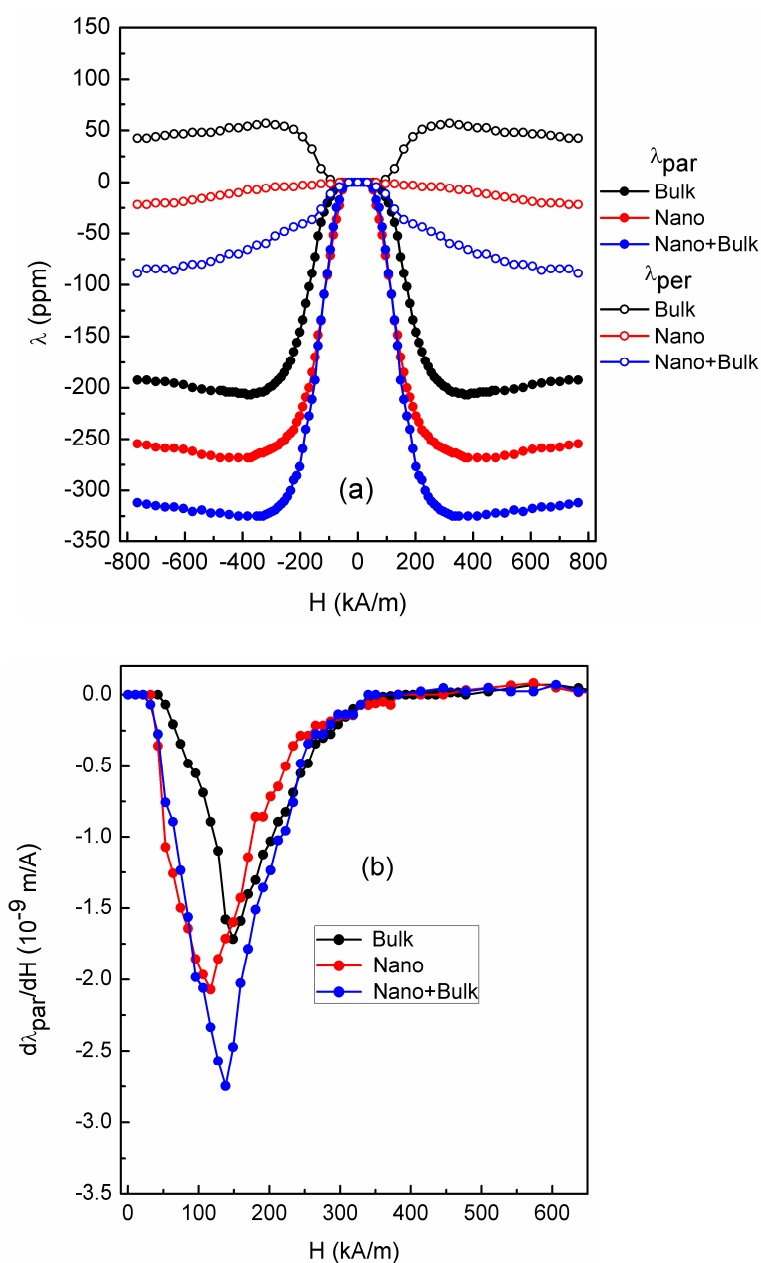 150
100
50
0
-50
-100
-150
-200
-250
-300
-350
λ (ppm)
(a)
-800 -600 -400 -200 0 200 400 600 800
H (kA/m)
λpar
Bulk
Nano
Nano+Bulk
λper
Bulk
Nano
Nano+Bulk
0.0
-0.5
-1.0
-1.5
-2.0
-2.5
-3.0
-3.5
dλpar/dH (10⁻⁹ m/A)
(b)
Bulk
Nano
Nano+Bulk
0 100 200 300 400 500 600
H (kA/m)